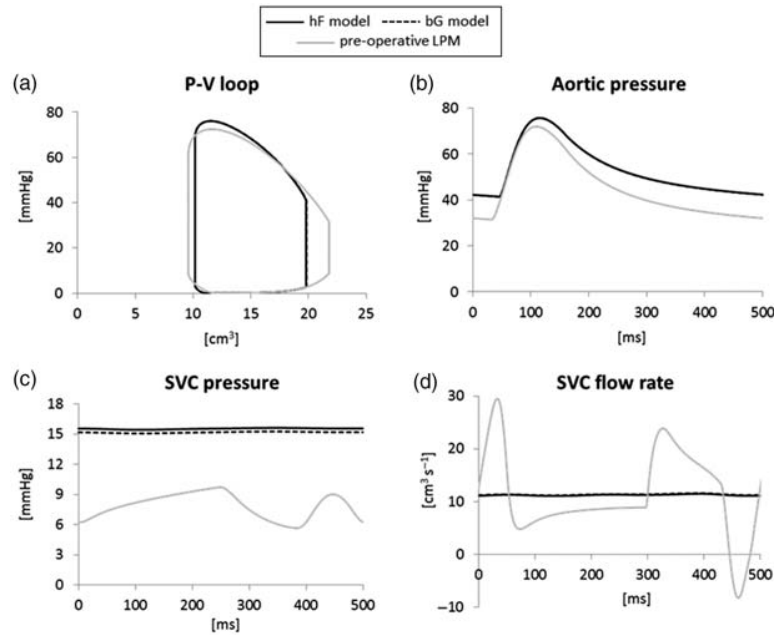 hF model
bG model
pre-operative LPM
(a)
P-V loop
[mmHg]
80
60
40
20
0
0 5 10 15 20 25
[cm³]
(b)
Aortic pressure
[mmHg]
80
60
40
20
0
0 100 200 300 400 500
[ms]
(c)
SVC pressure
[mmHg]
18
15
12
9
6
3
0
0 100 200 300 400 500
[ms]
(d)
SVC flow rate
[cm³ s⁻¹]
30
20
10
0
−10
0 100 200 300 400 500
[ms]